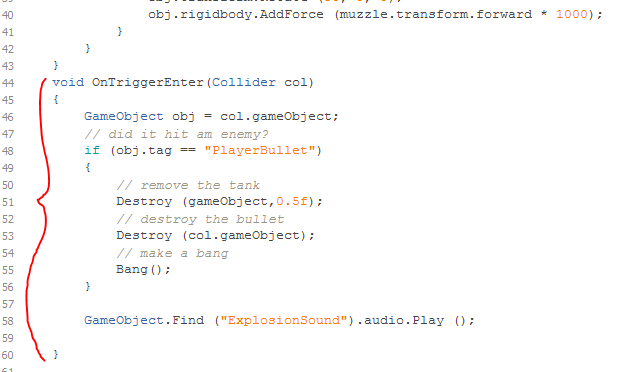 40 obj.rigidbody.AddForce (muzzle.transform.forward * 1000);
41 }
42 }
43 }
44 void OnTriggerEnter(Collider col)
45 {
46 GameObject obj = col.gameObject;
47 // did it hit am enemy?
48 if (obj.tag == "PlayerBullet")
49 {
50 // remove the tank
51 Destroy (gameObject,0.5f);
52 // destroy the bullet
53 Destroy (col.gameObject);
54 // make a bang
55 Bang();
56 }
57
58 GameObject.Find ("ExplosionSound").audio.Play ();
59
60 }